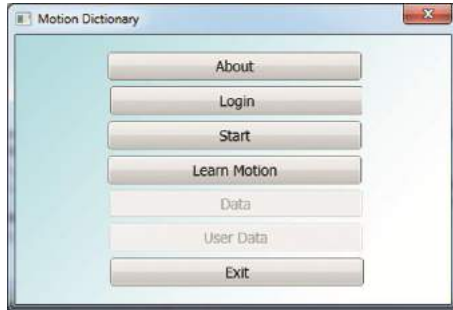 Motion Dictionary
About
Login
Start
Learn Motion
Data
User Data
Exit